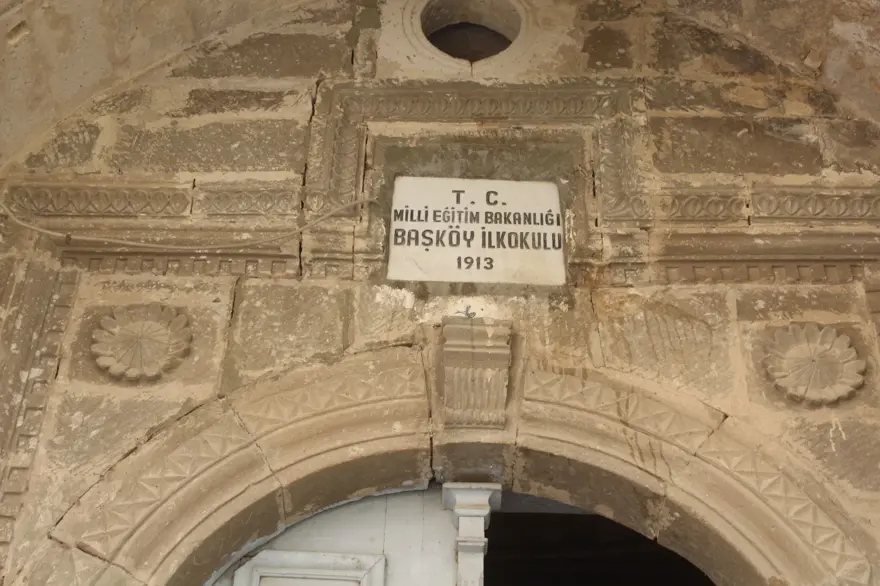 T. C.
MİLLİ EĞİTİM BAKANLIĞI
BAŞKÖY İLKOKULU
1913